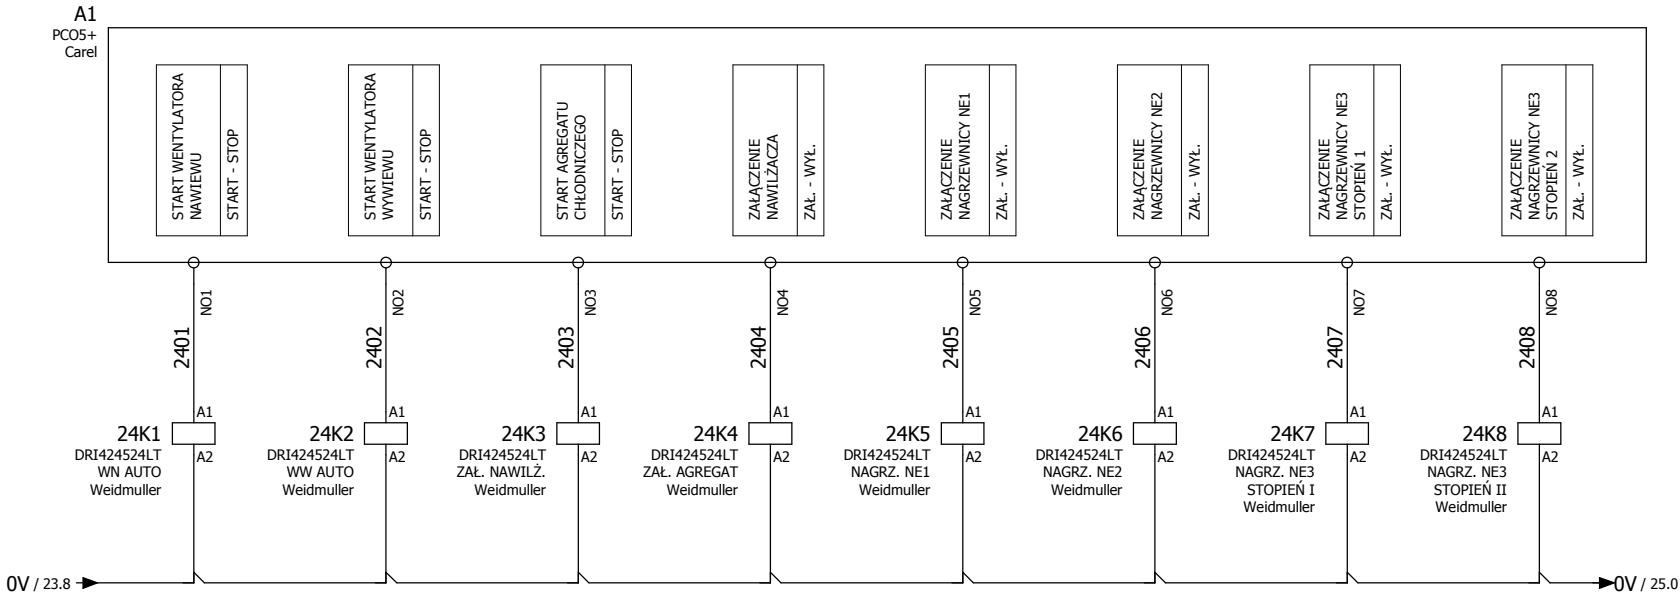 A1
PCO5+
Carel
START WENTYLATORA
NAWIEWU
START - STOP
START WENTYLATORA
WYWIEWU
START - STOP
START AGREGATU
CHŁODNICZEGO
START - STOP
ZAŁĄCZENIE
NAWILŻACZA
ZAŁ. - WYŁ.
ZAŁĄCZENIE
NAGRZEWNICY NE1
ZAŁ. - WYŁ.
ZAŁĄCZENIE
NAGRZEWNICY NE2
ZAŁ. - WYŁ.
ZAŁĄCZENIE
NAGRZEWNICY NE3
STOPIEŃ 1
ZAŁ. - WYŁ.
ZAŁĄCZENIE
NAGRZEWNICY NE3
STOPIEŃ 2
ZAŁ. - WYŁ.
NO1
NO2
NO3
NO4
NO5
NO6
NO7
NO8
2401
2402
2403
2404
2405
2406
2407
2408
A1
24K1
DRI424524LT
WN AUTO
Weidmuller
A2
A1
24K2
DRI424524LT
WW AUTO
Weidmuller
A2
A1
24K3
DRI424524LT
ZAŁ. NAWILŻ.
Weidmuller
A2
A1
24K4
DRI424524LT
ZAŁ. AGREGAT
Weidmuller
A2
A1
24K5
DRI424524LT
NAGRZ. NE1
Weidmuller
A2
A1
24K6
DRI424524LT
NAGRZ. NE2
Weidmuller
A2
A1
24K7
DRI424524LT
NAGRZ. NE3
STOPIEŃ I
Weidmuller
A2
A1
24K8
DRI424524LT
NAGRZ. NE3
STOPIEŃ II
Weidmuller
A2
0V / 23.8
0V / 25.0